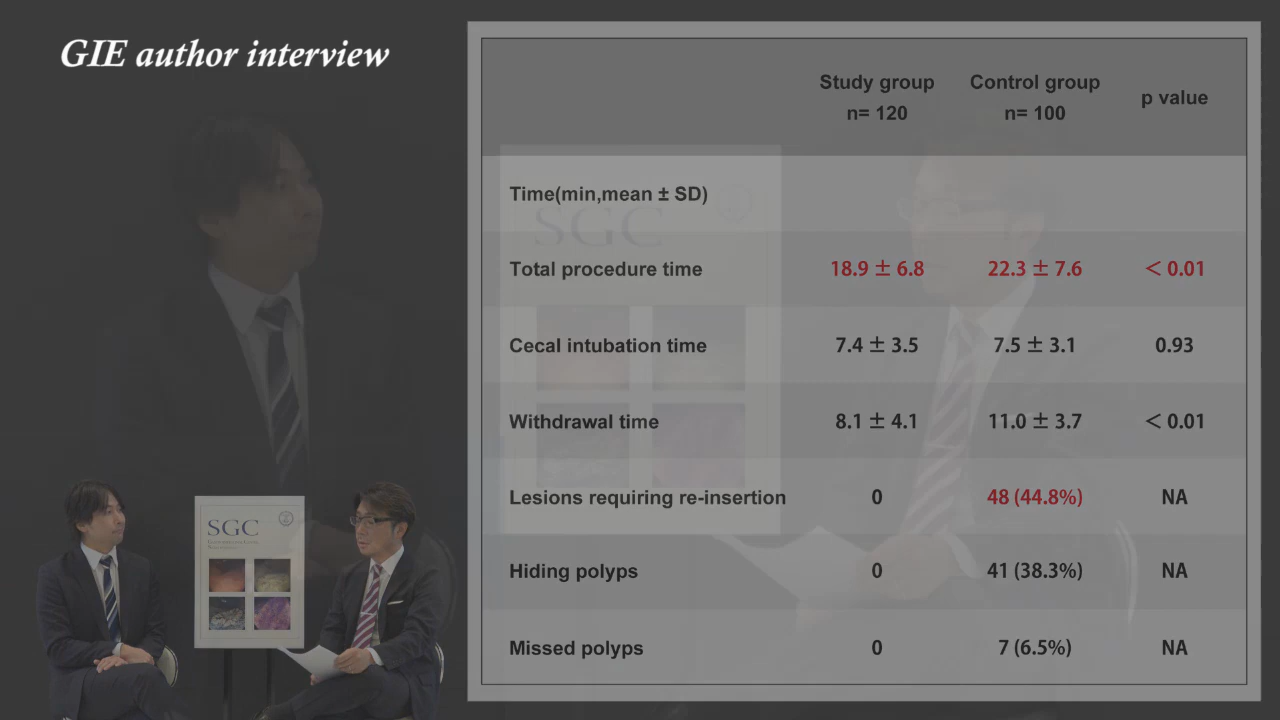 GIE author interview
Study group Control group p value
n= 120 n= 100
Time(min,mean ± SD)
Total procedure time 18.9 ± 6.8 22.3 ± 7.6 < 0.01
Cecal intubation time 7.4 ± 3.5 7.5 ± 3.1 0.93
Withdrawal time 8.1 ± 4.1 11.0 ± 3.7 < 0.01
Lesions requiring re-insertion 0 48 (44.8%) NA
Hiding polyps 0 41 (38.3%) NA
Missed polyps 0 7 (6.5%) NA
SGC
SGC